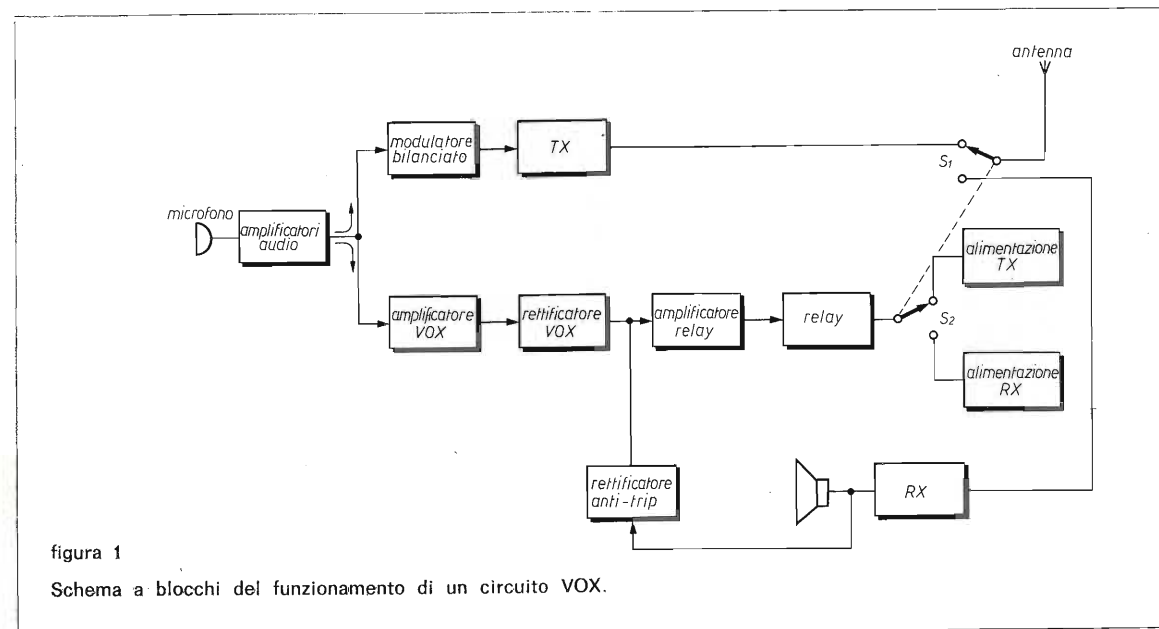 antenna
modulatore
bilanciato
TX
S1
microfono
amplificatori
audio
alimentazione
TX
amplificatore
VOX
rettificatore
VOX
amplificatore
relay
relay
S2
alimentazione
RX
rettificatore
anti-trip
RX
figura 1
Schema a blocchi del funzionamento di un circuito VOX.